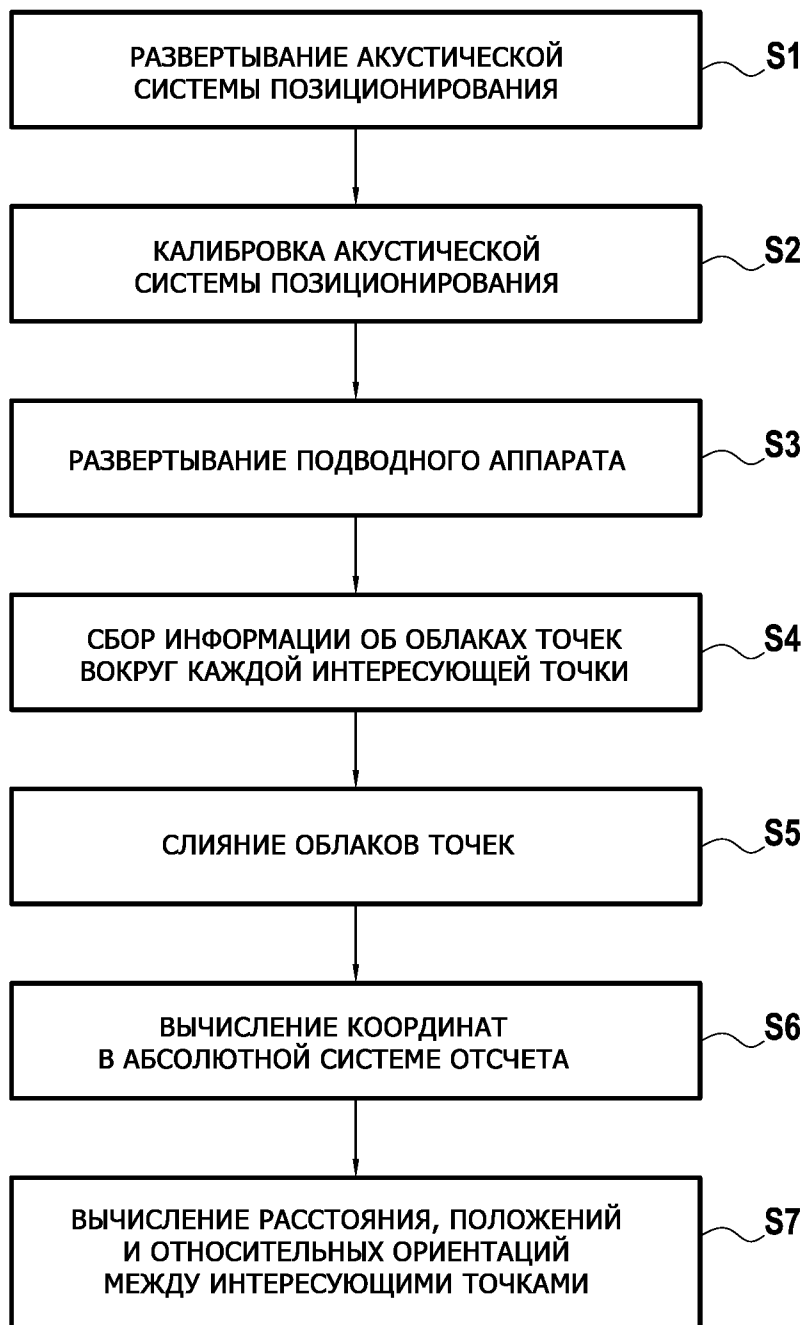 РАЗВЕРТЫВАНИЕ АКУСТИЧЕСКОЙ
СИСТЕМЫ ПОЗИЦИОНИРОВАНИЯ
S1
КАЛИБРОВКА АКУСТИЧЕСКОЙ
СИСТЕМЫ ПОЗИЦИОНИРОВАНИЯ
S2
РАЗВЕРТЫВАНИЕ ПОДВОДНОГО АППАРАТА
S3
СБОР ИНФОРМАЦИИ ОБ ОБЛАКАХ ТОЧЕК
ВОКРУГ КАЖДОЙ ИНТЕРЕСУЮЩЕЙ ТОЧКИ
S4
СЛИЯНИЕ ОБЛАКОВ ТОЧЕК
S5
ВЫЧИСЛЕНИЕ КООРДИНАТ
В АБСОЛЮТНОЙ СИСТЕМЕ ОТСЧЕТА
S6
ВЫЧИСЛЕНИЕ РАССТОЯНИЯ, ПОЛОЖЕНИЙ
И ОТНОСИТЕЛЬНЫХ ОРИЕНТАЦИЙ
МЕЖДУ ИНТЕРЕСУЮЩИМИ ТОЧКАМИ
S7